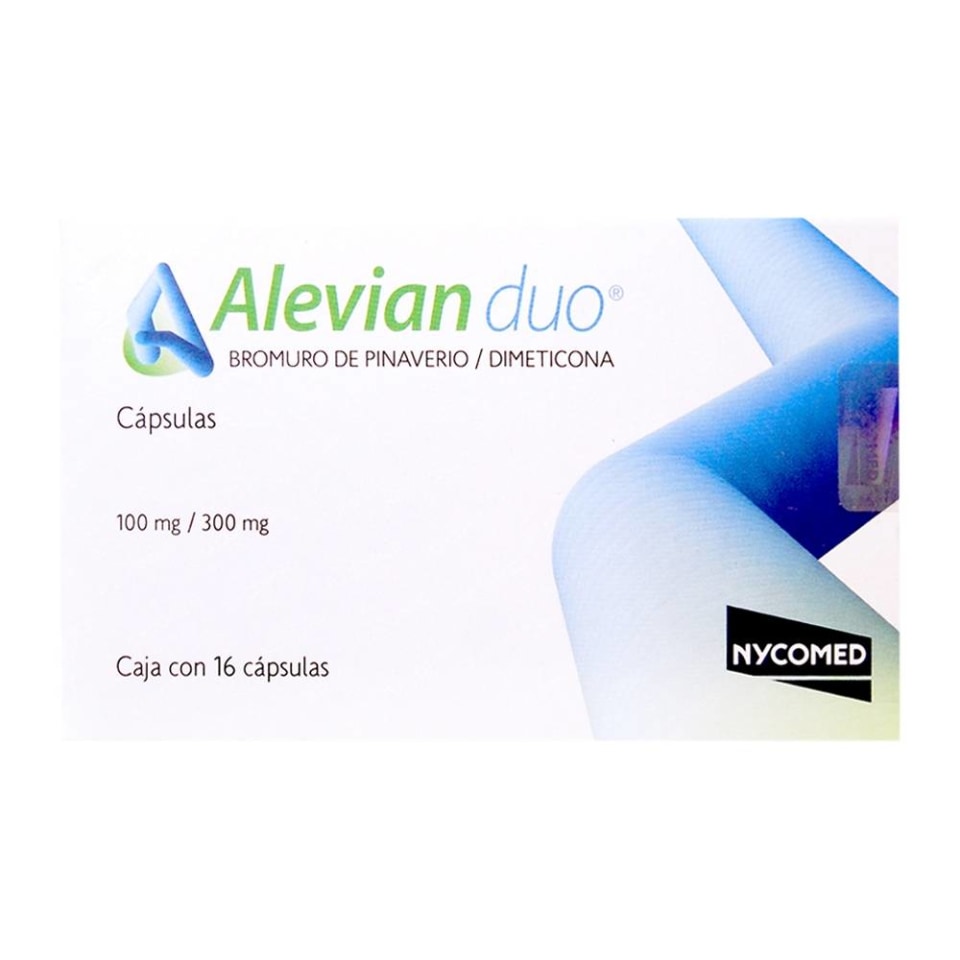 Alevian duo®
BROMURO DE PINAVERIO / DIMETICONA
Cápsulas
100 mg / 300 mg
Caja con 16 cápsulas
NYCOMED